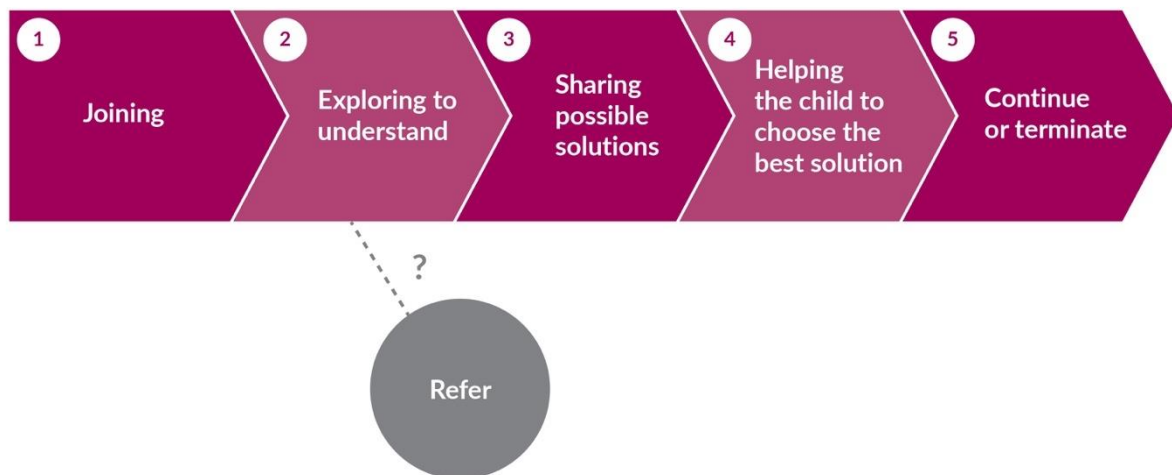 1
Joining
2
Exploring to
understand
3
Sharing
possible
solutions
4
Helping
the child to
choose the
best solution
5
Continue
or terminate
?
Refer